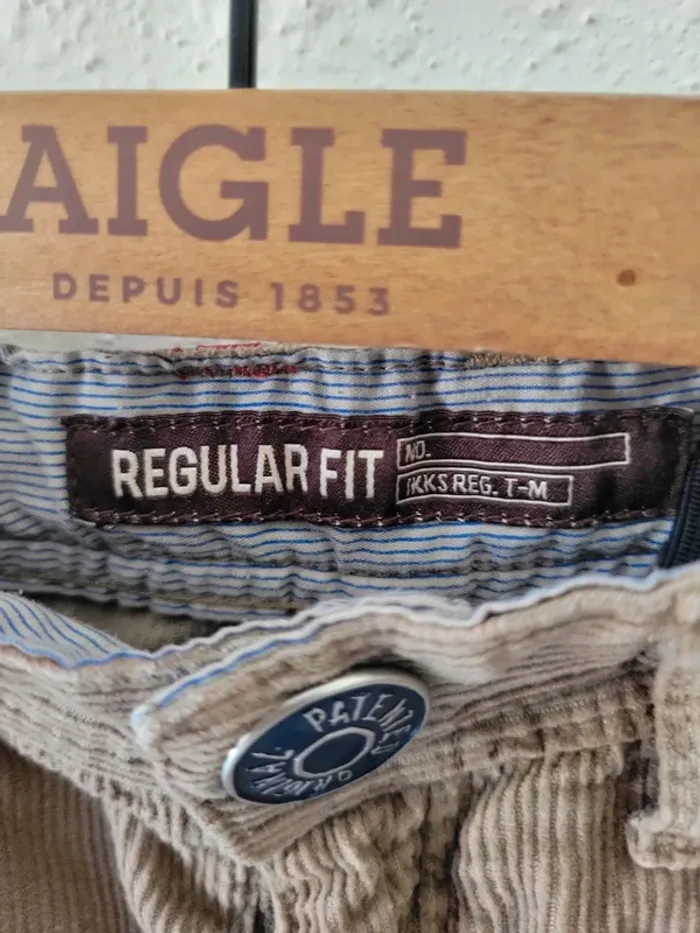 AIGLE
DEPUIS 1853
REGULAR FIT
NO.
IKKS REG. T-M
PATENTED
ORIGINAL